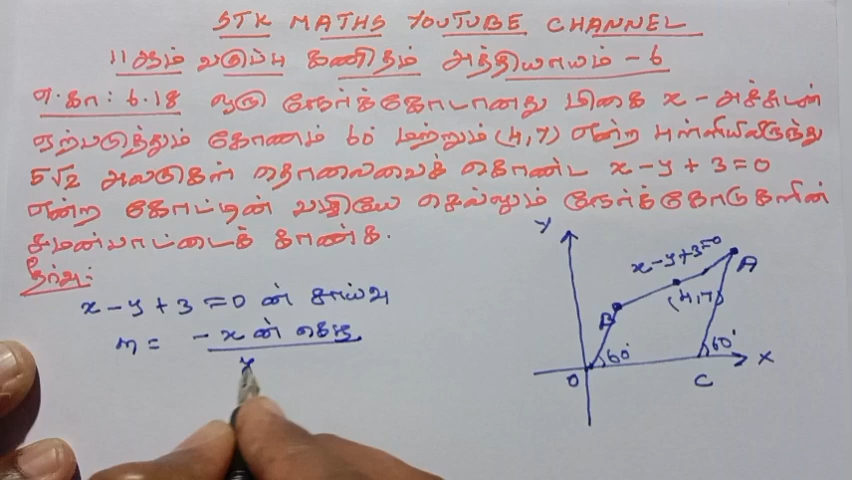 STK MATHS YOUTUBE CHANNEL
11ஆம் வகுப்பு கணிதம் அத்தியாயம் - 6
எ.கா: 6.18 ஒரு நேர்க்கோடானது மிகை x - அச்சுடன்
ஏற்படுத்தும் கோணம் 60° மற்றும் (4,7) என்ற புள்ளியிலிருந்து
5√2 அலகுகள் தொலைவைக் கொண்ட x - y + 3 = 0
என்ற கோட்டின் வழியே செல்லும் நேர்க்கோடுகளின்
சமன்பாட்டைக் காண்க.
தீர்வு:
x - y + 3 = 0 ன் சாய்வு
m = - x ன் கெழு
y
Y
x - y + 3 = 0
A
(4,7)
B
60°
60°
X
O
C